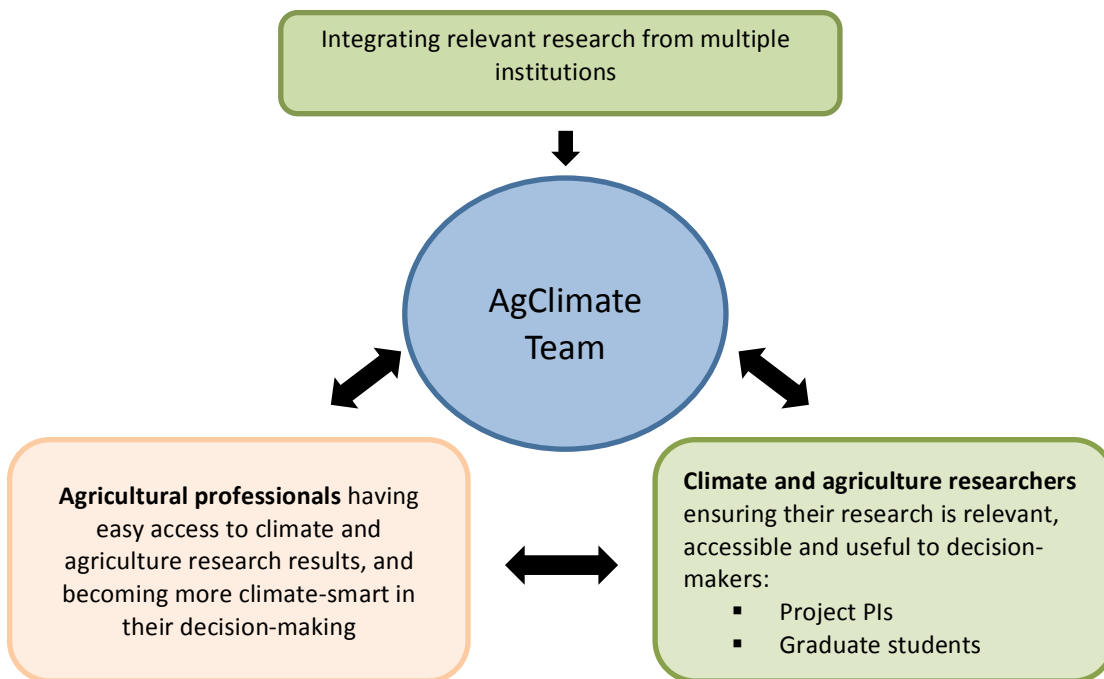 Integrating relevant research from multiple
institutions
AgClimate
Team
Agricultural professionals having
easy access to climate and
agriculture research results, and
becoming more climate-smart in
their decision-making
Climate and agriculture researchers
ensuring their research is relevant,
accessible and useful to decision-
makers:
▪ Project PIs
▪ Graduate students